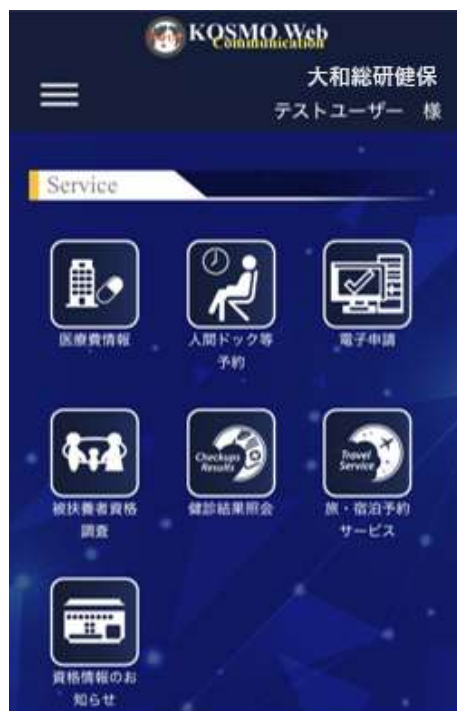 KOSMO Web
Communication
大和総研健保
テストユーザー 様
Service
医療費情報
人間ドック等
予約
電子申請
被扶養者資格
調査
Checkups
Results
健診結果照会
Travel
Service
旅・宿泊予約
サービス
資格情報のお
知らせ